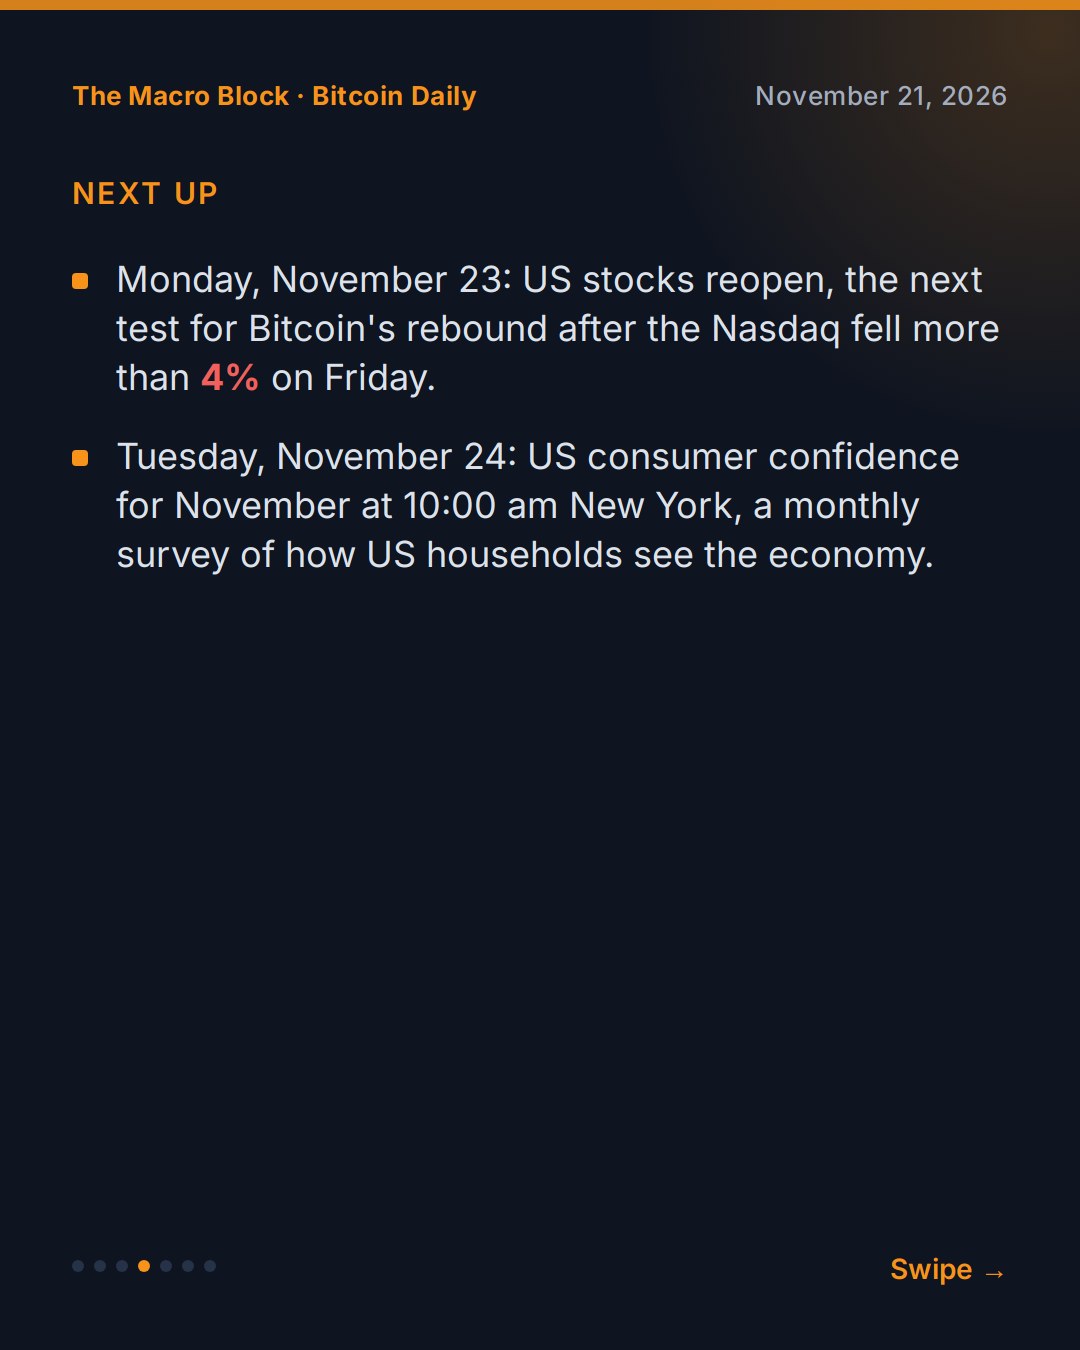 The Macro Block · Bitcoin Daily
November 21, 2026
NEXT UP
Monday, November 23: US stocks reopen, the next
test for Bitcoin's rebound after the Nasdaq fell more
than 4% on Friday.
Tuesday, November 24: US consumer confidence
for November at 10:00 am New York, a monthly
survey of how US households see the economy.
Swipe →